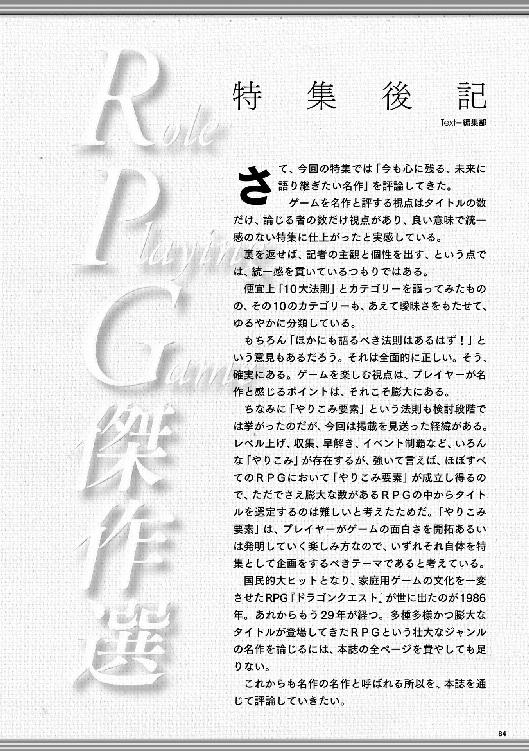 Role
Playing
Game
傑作選
特集後記
Text=編集部
さて、今回の特集では「今も心に残る、未来に
語り継ぎたい名作」を評論してきた。
ゲームを名作と評する視点はタイトルの数
だけ、論じる者の数だけ視点があり、良い意味で統一
感のない特集に仕上がったと実感している。
裏を返せば、記者の主観と個性を出す、という点で
は、統一感を貫いているつもりではある。
便宜上「10大法則」とカテゴリーを謳ってみたもの
の、その10のカテゴリーも、あえて曖昧さをもたせて、
ゆるやかに分類している。
もちろん「ほかにも語るべき法則はあるはず!」と
いう意見もあるだろう。それは全面的に正しい。そう、
確実にある。ゲームを楽しむ視点は、プレイヤーが名
作と感じるポイントは、それこそ膨大にある。
ちなみに「やりこみ要素」という法則も検討段階で
は挙がったのだが、今回は掲載を見送った経緯がある。
レベル上げ、収集、早解き、イベント制覇など、いろん
な「やりこみ」が存在するが、強いて言えば、ほぼすべ
てのRPGにおいて「やりこみ要素」が成立し得るの
で、ただでさえ膨大な数があるRPGの中からタイト
ルを選定するのは難しいと考えたためだ。「やりこみ
要素」は、プレイヤーがゲームの面白さを開拓あるい
は発明していく楽しみ方なので、いずれそれ自体を特
集として企画をするべきテーマであると考えている。
国民的大ヒットとなり、家庭用ゲームの文化を一変
させたRPG『ドラゴンクエスト』が世に出たのが1986
年。あれからもう29年が経つ。多種多様かつ膨大な
タイトルが登場してきたRPGという壮大なジャンル
の名作を論じるには、本誌の全ページを費やしても足
りない。
これからも名作の名作と呼ばれる所以を、本誌を通
じて評論していきたい。
84